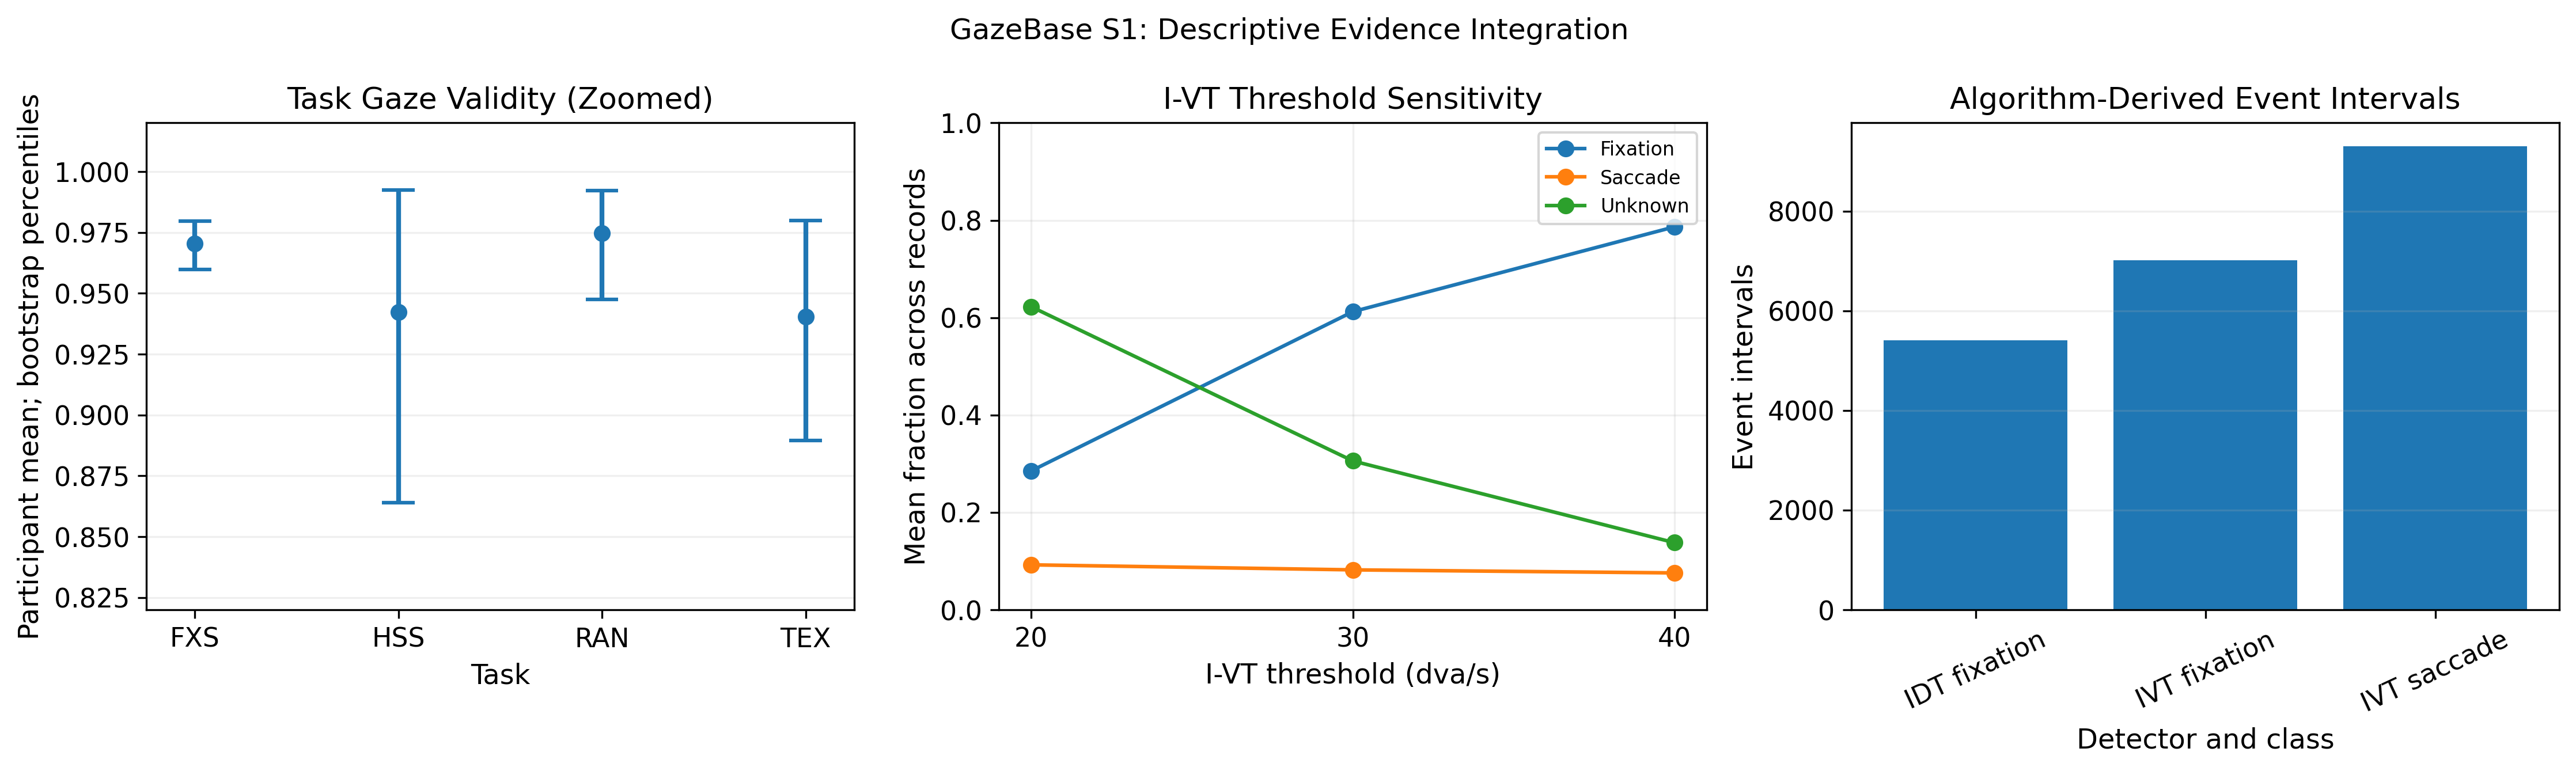 GazeBase S1: Descriptive Evidence Integration
Task Gaze Validity (Zoomed)
Participant mean; bootstrap percentiles
1.000
0.975
0.950
0.925
0.900
0.875
0.850
0.825
FXS
HSS
RAN
TEX
Task
I-VT Threshold Sensitivity
Mean fraction across records
1.0
0.8
0.6
0.4
0.2
0.0
Fixation
Saccade
Unknown
20
30
40
I-VT threshold (dva/s)
Algorithm-Derived Event Intervals
Event intervals
8000
6000
4000
2000
0
IDT fixation
IVT fixation
IVT saccade
Detector and class